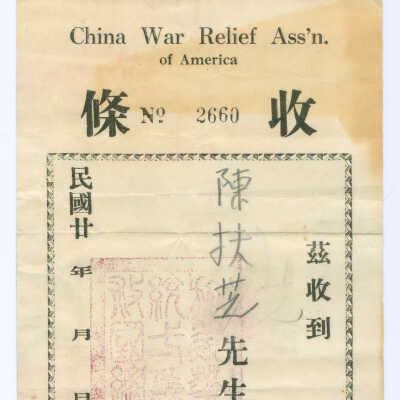 China War Relief Ass'n.
of America
收 條
№ 2660
茲收到
陳扶芝先生
民國廿年月日